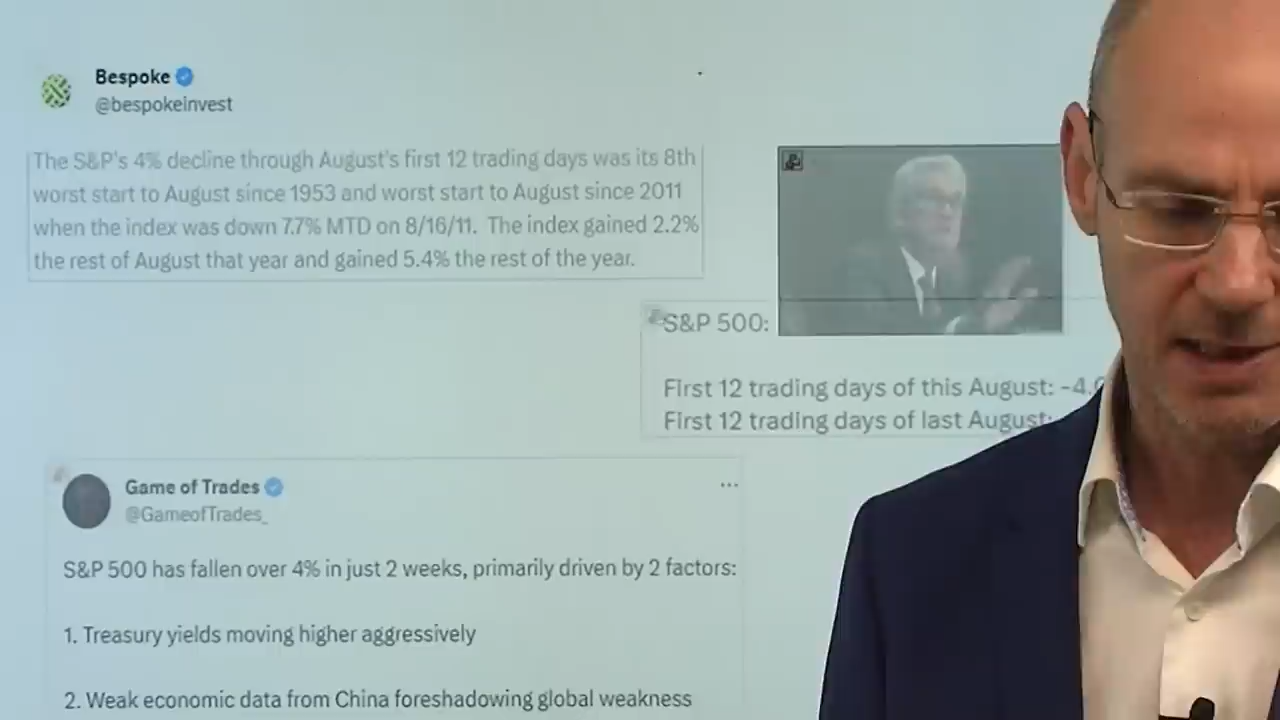 Bespoke
@bespokeinvest
The S&P's 4% decline through August's first 12 trading days was its 8th
worst start to August since 1953 and worst start to August since 2011
when the index was down 7.7% MTD on 8/16/11. The index gained 2.2%
the rest of August that year and gained 5.4% the rest of the year.
S&P 500:
First 12 trading days of this August: -4.
First 12 trading days of last August:
Game of Trades
@GameofTrades_
S&P 500 has fallen over 4% in just 2 weeks, primarily driven by 2 factors:
1. Treasury yields moving higher aggressively
2. Weak economic data from China foreshadowing global weakness